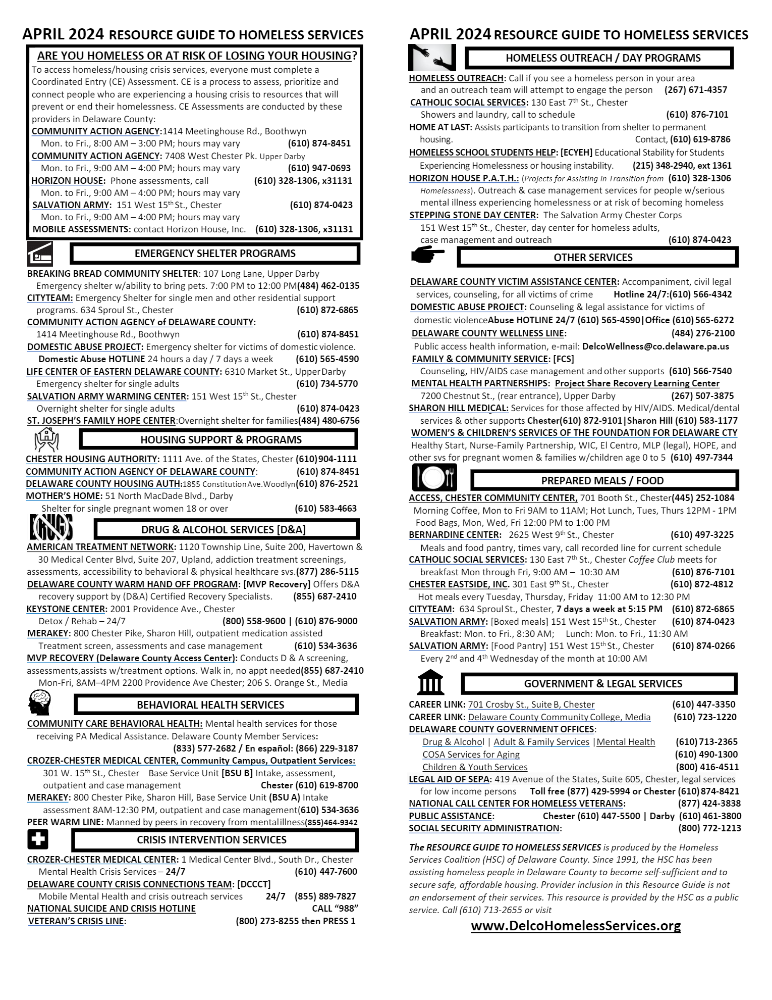 APRIL 2024 RESOURCE GUIDE TO HOMELESS SERVICES
ARE YOU HOMELESS OR AT RISK OF LOSING YOUR HOUSING?
To access homeless/housing crisis services, everyone must complete a
Coordinated Entry (CE) Assessment. CE is a process to assess, prioritize and
connect people who are experiencing a housing crisis to resources that will
prevent or end their homelessness. CE Assessments are conducted by these
providers in Delaware County:
COMMUNITY ACTION AGENCY:1414 Meetinghouse Rd., Boothwyn
Mon. to Fri., 8:00 AM – 3:00 PM; hours may vary (610) 874-8451
COMMUNITY ACTION AGENCY: 7408 West Chester Pk. Upper Darby
Mon. to Fri., 9:00 AM – 4:00 PM; hours may vary (610) 947-0693
HORIZON HOUSE: Phone assessments, call (610) 328-1306, x31131
Mon. to Fri., 9:00 AM – 4:00 PM; hours may vary
SALVATION ARMY: 151 West 15th St., Chester (610) 874-0423
Mon. to Fri., 9:00 AM – 4:00 PM; hours may vary
MOBILE ASSESSMENTS: contact Horizon House, Inc. (610) 328-1306, x31131
EMERGENCY SHELTER PROGRAMS
BREAKING BREAD COMMUNITY SHELTER: 107 Long Lane, Upper Darby
Emergency shelter w/ability to bring pets. 7:00 PM to 12:00 PM(484) 462-0135
CITYTEAM: Emergency Shelter for single men and other residential support
programs. 634 Sproul St., Chester (610) 872-6865
COMMUNITY ACTION AGENCY of DELAWARE COUNTY:
1414 Meetinghouse Rd., Boothwyn (610) 874-8451
DOMESTIC ABUSE PROJECT: Emergency shelter for victims of domestic violence.
Domestic Abuse HOTLINE 24 hours a day / 7 days a week (610) 565-4590
LIFE CENTER OF EASTERN DELAWARE COUNTY: 6310 Market St., Upper Darby
Emergency shelter for single adults (610) 734-5770
SALVATION ARMY WARMING CENTER: 151 West 15th St., Chester
Overnight shelter for single adults (610) 874-0423
ST. JOSEPH'S FAMILY HOPE CENTER:Overnight shelter for families(484) 480-6756
HOUSING SUPPORT & PROGRAMS
CHESTER HOUSING AUTHORITY: 1111 Ave. of the States, Chester (610) 904-1111
COMMUNITY ACTION AGENCY OF DELAWARE COUNTY: (610) 874-8451
DELAWARE COUNTY HOUSING AUTH:1855 Constitution Ave.Woodlyn(610) 876-2521
MOTHER'S HOME: 51 North MacDade Blvd., Darby
Shelter for single pregnant women 18 or over (610) 583-4663
DRUGS
DRUG & ALCOHOL SERVICES [D&A]
AMERICAN TREATMENT NETWORK: 1120 Township Line, Suite 200, Havertown &
30 Medical Center Blvd, Suite 207, Upland, addiction treatment screenings,
assessments, accessibility to behavioral & physical healthcare svs.(877) 286-5115
DELAWARE COUNTY WARM HAND OFF PROGRAM: [MVP Recovery] Offers D&A
recovery support by (D&A) Certified Recovery Specialists. (855) 687-2410
KEYSTONE CENTER: 2001 Providence Ave., Chester
Detox / Rehab – 24/7 (800) 558-9600 | (610) 876-9000
MERAKEY: 800 Chester Pike, Sharon Hill, outpatient medication assisted
Treatment screen, assessments and case management (610) 534-3636
MVP RECOVERY (Delaware County Access Center): Conducts D & A screening,
assessments,assists w/treatment options. Walk in, no appt needed(855) 687-2410
Mon-Fri, 8AM–4PM 2200 Providence Ave Chester; 206 S. Orange St., Media
BEHAVIORAL HEALTH SERVICES
COMMUNITY CARE BEHAVIORAL HEALTH: Mental health services for those
receiving PA Medical Assistance. Delaware County Member Services:
(833) 577-2682 / En español: (866) 229-3187
CROZER-CHESTER MEDICAL CENTER, Community Campus, Outpatient Services:
301 W. 15th St., Chester Base Service Unit [BSU B] Intake, assessment,
outpatient and case management Chester (610) 619-8700
MERAKEY: 800 Chester Pike, Sharon Hill, Base Service Unit (BSU A) Intake
assessment 8AM-12:30 PM, outpatient and case management(610) 534-3636
PEER WARM LINE: Manned by peers in recovery from mental illness(855)464-9342
CRISIS INTERVENTION SERVICES
CROZER-CHESTER MEDICAL CENTER: 1 Medical Center Blvd., South Dr., Chester
Mental Health Crisis Services – 24/7 (610) 447-7600
DELAWARE COUNTY CRISIS CONNECTIONS TEAM: [DCCCT]
Mobile Mental Health and crisis outreach services 24/7 (855) 889-7827
NATIONAL SUICIDE AND CRISIS HOTLINE CALL “988”
VETERAN'S CRISIS LINE: (800) 273-8255 then PRESS 1
APRIL 2024 RESOURCE GUIDE TO HOMELESS SERVICES
HOMELESS OUTREACH / DAY PROGRAMS
HOMELESS OUTREACH: Call if you see a homeless person in your area
and an outreach team will attempt to engage the person (267) 671-4357
CATHOLIC SOCIAL SERVICES: 130 East 7th St., Chester
Showers and laundry, call to schedule (610) 876-7101
HOME AT LAST: Assists participants to transition from shelter to permanent
housing. Contact, (610) 619-8786
HOMELESS SCHOOL STUDENTS HELP: [ECYEH] Educational Stability for Students
Experiencing Homelessness or housing instability. (215) 348-2940, ext 1361
HORIZON HOUSE P.A.T.H.: (Projects for Assisting in Transition from (610) 328-1306
Homelessness). Outreach & case management services for people w/serious
mental illness experiencing homelessness or at risk of becoming homeless
STEPPING STONE DAY CENTER: The Salvation Army Chester Corps
151 West 15th St., Chester, day center for homeless adults,
case management and outreach (610) 874-0423
OTHER SERVICES
DELAWARE COUNTY VICTIM ASSISTANCE CENTER: Accompaniment, civil legal
services, counseling, for all victims of crime Hotline 24/7:(610) 566-4342
DOMESTIC ABUSE PROJECT: Counseling & legal assistance for victims of
domestic violenceAbuse HOTLINE 24/7 (610) 565-4590|Office (610) 565-6272
DELAWARE COUNTY WELLNESS LINE: (484) 276-2100
Public access health information, e-mail: DelcoWellness@co.delaware.pa.us
FAMILY & COMMUNITY SERVICE: [FCS]
Counseling, HIV/AIDS case management and other supports (610) 566-7540
MENTAL HEALTH PARTNERSHIPS: Project Share Recovery Learning Center
7200 Chestnut St., (rear entrance), Upper Darby (267) 507-3875
SHARON HILL MEDICAL: Services for those affected by HIV/AIDS. Medical/dental
services & other supports Chester(610) 872-9101|Sharon Hill (610) 583-1177
WOMEN'S & CHILDREN'S SERVICES OF THE FOUNDATION FOR DELAWARE CTY
Healthy Start, Nurse-Family Partnership, WIC, El Centro, MLP (legal), HOPE, and
other svs for pregnant women & families w/children age 0 to 5 (610) 497-7344
PREPARED MEALS / FOOD
ACCESS, CHESTER COMMUNITY CENTER, 701 Booth St., Chester(445) 252-1084
Morning Coffee, Mon to Fri 9AM to 11AM; Hot Lunch, Tues, Thurs 12PM - 1PM
Food Bags, Mon, Wed, Fri 12:00 PM to 1:00 PM
BERNARDINE CENTER: 2625 West 9th St., Chester (610) 497-3225
Meals and food pantry, times vary, call recorded line for current schedule
CATHOLIC SOCIAL SERVICES: 130 East 7th St., Chester Coffee Club meets for
breakfast Mon through Fri, 9:00 AM – 10:30 AM (610) 876-7101
CHESTER EASTSIDE, INC. 301 East 9th St., Chester (610) 872-4812
Hot meals every Tuesday, Thursday, Friday 11:00 AM to 12:30 PM
CITYTEAM: 634 Sproul St., Chester, 7 days a week at 5:15 PM (610) 872-6865
SALVATION ARMY: [Boxed meals] 151 West 15th St., Chester (610) 874-0423
Breakfast: Mon. to Fri., 8:30 AM; Lunch: Mon. to Fri., 11:30 AM
SALVATION ARMY: [Food Pantry] 151 West 15th St., Chester (610) 874-0266
Every 2nd and 4th Wednesday of the month at 10:00 AM
GOVERNMENT & LEGAL SERVICES
CAREER LINK: 701 Crosby St., Suite B, Chester (610) 447-3350
CAREER LINK: Delaware County Community College, Media (610) 723-1220
DELAWARE COUNTY GOVERNMENT OFFICES:
Drug & Alcohol | Adult & Family Services |Mental Health (610) 713-2365
COSA Services for Aging (610) 490-1300
Children & Youth Services (800) 416-4511
LEGAL AID OF SEPA: 419 Avenue of the States, Suite 605, Chester, legal services
for low income persons Toll free (877) 429-5994 or Chester (610) 874-8421
NATIONAL CALL CENTER FOR HOMELESS VETERANS: (877) 424-3838
PUBLIC ASSISTANCE: Chester (610) 447-5500 | Darby (610) 461-3800
SOCIAL SECURITY ADMINISTRATION: (800) 772-1213
The RESOURCE GUIDE TO HOMELESS SERVICES is produced by the Homeless
Services Coalition (HSC) of Delaware County. Since 1991, the HSC has been
assisting homeless people in Delaware County to become self-sufficient and to
secure safe, affordable housing. Provider inclusion in this Resource Guide is not
an endorsement of their services. This resource is provided by the HSC as a public
service. Call (610) 713-2655 or visit
www.DelcoHomelessServices.org